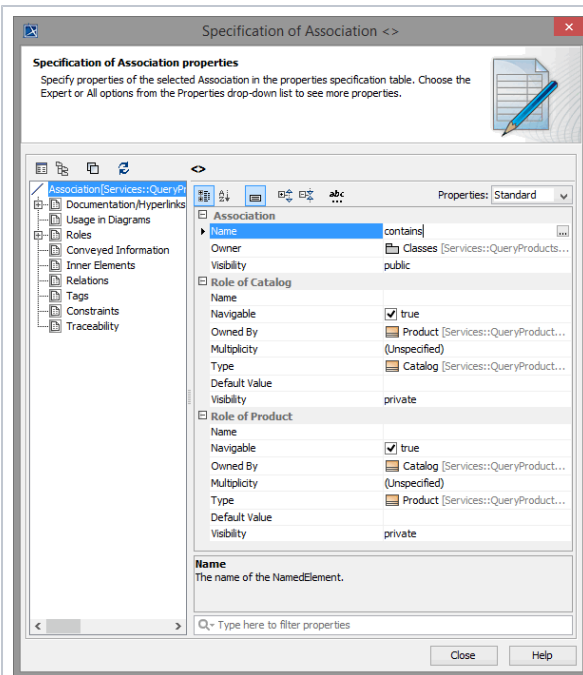 Specification of Association <>
Specification of Association properties
Specify properties of the selected Association in the properties specification table. Choose the
Expert or All options from the Properties drop-down list to see more properties.
<>
Association[Services::QueryPr
Documentation/Hyperlinks
Usage in Diagrams
Roles
Conveyed Information
Inner Elements
Relations
Tags
Constraints
Traceability
abc Properties: Standard
Association
Name contains ...
Owner Classes [Services::QueryProducts...
Visibility public
Role of Catalog
Name
Navigable true
Owned By Product [Services::QueryProduct...
Multiplicity (Unspecified)
Type Catalog [Services::QueryProduct...
Default Value
Visibility private
Role of Product
Name
Navigable true
Owned By Catalog [Services::QueryProduct...
Multiplicity (Unspecified)
Type Product [Services::QueryProduct...
Default Value
Visibility private
Name
The name of the NamedElement.
Type here to filter properties
Close Help